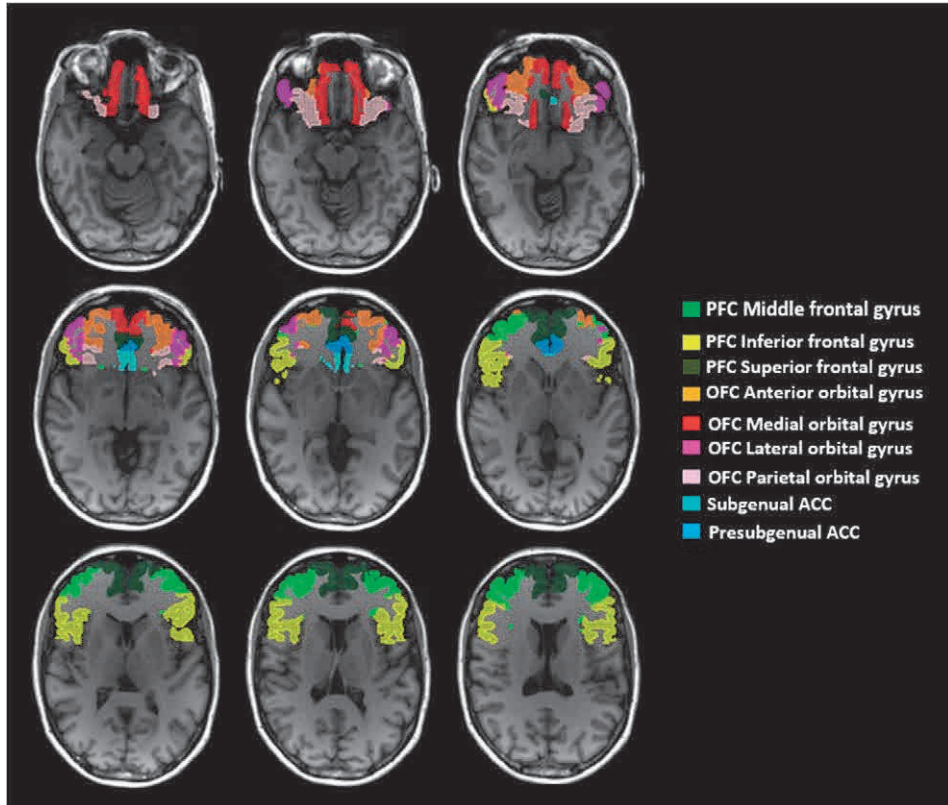 PFC Middle frontal gyrus
PFC Inferior frontal gyrus
PFC Superior frontal gyrus
OFC Anterior orbital gyrus
OFC Medial orbital gyrus
OFC Lateral orbital gyrus
OFC Parietal orbital gyrus
Subgenual ACC
Presubgenual ACC